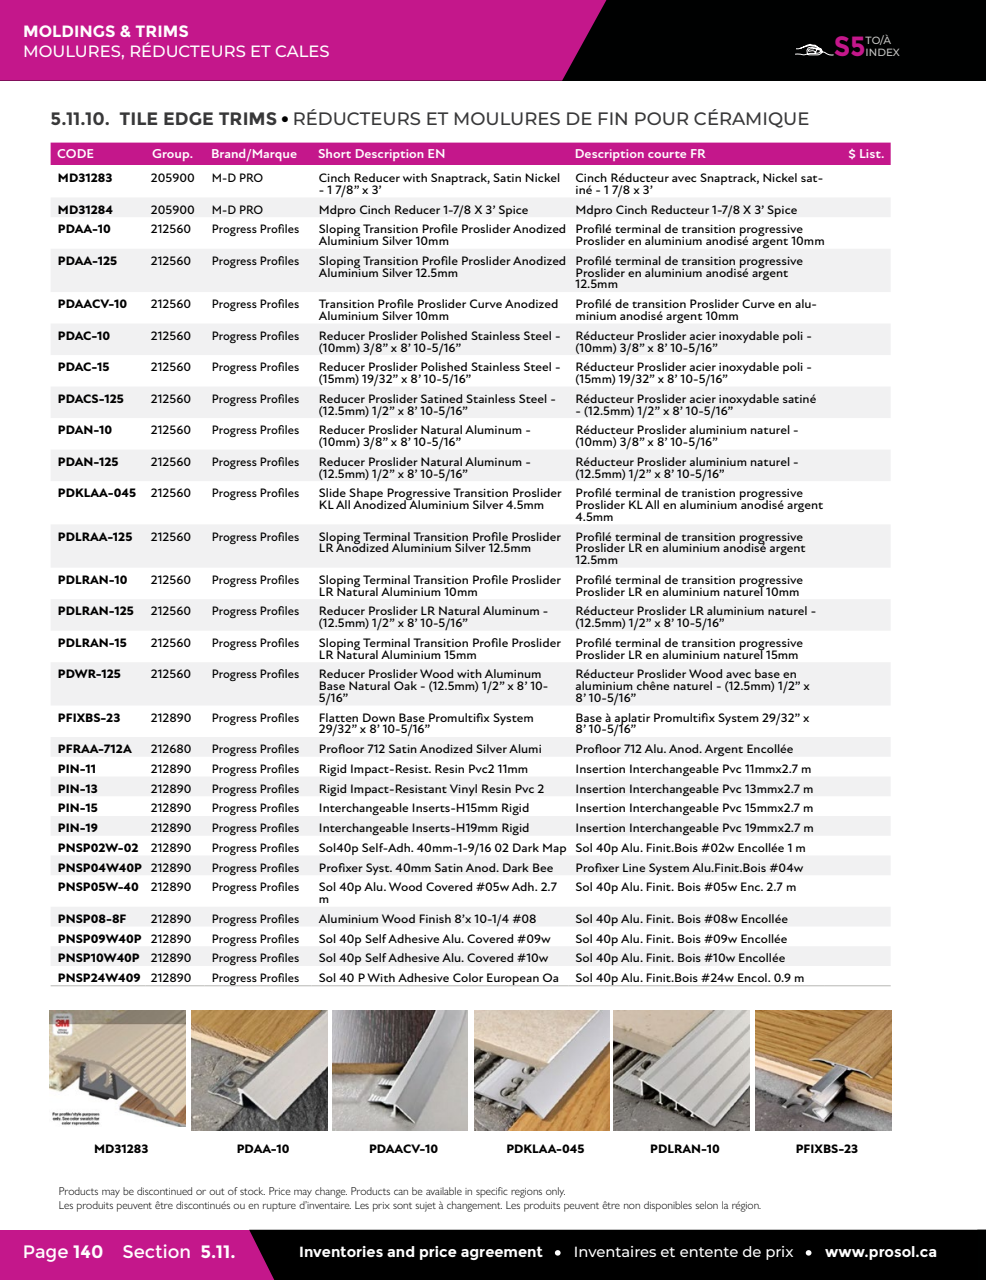 MOLDINGS & TRIMS
MOULURES, RÉDUCTEURS ET CALES
S5 TO/À
INDEX
5.11.10. TILE EDGE TRIMS • RÉDUCTEURS ET MOULURES DE FIN POUR CÉRAMIQUE
CODE Group. Brand/Marque Short Description EN Description courte FR $ List.
MD31283 205900 M-D PRO Cinch Reducer with Snaptrack, Satin Nickel Cinch Réducteur avec Snaptrack, Nickel sat-
- 1 7/8” x 3’ iné - 1 7/8 x 3’
MD31284 205900 M-D PRO Mdpro Cinch Reducer 1-7/8 X 3’ Spice Mdpro Cinch Reducteur 1-7/8 X 3’ Spice
PDAA-10 212560 Progress Profiles Sloping Transition Profile Proslider Anodized Profilé terminal de transition progressive
Aluminium Silver 10mm Proslider en aluminium anodisé argent 10mm
PDAA-125 212560 Progress Profiles Sloping Transition Profile Proslider Anodized Profilé terminal de transition progressive
Aluminium Silver 12.5mm Proslider en aluminium anodisé argent
12.5mm
PDAACV-10 212560 Progress Profiles Transition Profile Proslider Curve Anodized Profilé de transition Proslider Curve en alu-
Aluminium Silver 10mm minium anodisé argent 10mm
PDAC-10 212560 Progress Profiles Reducer Proslider Polished Stainless Steel - Réducteur Proslider acier inoxydable poli -
(10mm) 3/8” x 8’ 10-5/16” (10mm) 3/8” x 8’ 10-5/16”
PDAC-15 212560 Progress Profiles Reducer Proslider Polished Stainless Steel - Réducteur Proslider acier inoxydable poli -
(15mm) 19/32” x 8’ 10-5/16” (15mm) 19/32” x 8’ 10-5/16”
PDACS-125 212560 Progress Profiles Reducer Proslider Satined Stainless Steel - Réducteur Proslider acier inoxydable satiné
(12.5mm) 1/2” x 8’ 10-5/16” - (12.5mm) 1/2” x 8’ 10-5/16”
PDAN-10 212560 Progress Profiles Reducer Proslider Natural Aluminum - Réducteur Proslider aluminium naturel -
(10mm) 3/8” x 8’ 10-5/16” (10mm) 3/8” x 8’ 10-5/16”
PDAN-125 212560 Progress Profiles Reducer Proslider Natural Aluminum - Réducteur Proslider aluminium naturel -
(12.5mm) 1/2” x 8’ 10-5/16” (12.5mm) 1/2” x 8’ 10-5/16”
PDKLAA-045 212560 Progress Profiles Slide Shape Progressive Transition Proslider Profilé terminal de tranistion progressive
KL All Anodized Aluminium Silver 4.5mm Proslider KL All en aluminium anodisé argent
4.5mm
PDLRAA-125 212560 Progress Profiles Sloping Terminal Transition Profile Proslider Profilé terminal de transition progressive
LR Anodized Aluminium Silver 12.5mm Proslider LR en aluminium anodisé argent
12.5mm
PDLRAN-10 212560 Progress Profiles Sloping Terminal Transition Profile Proslider Profilé terminal de transition progressive
LR Natural Aluminium 10mm Proslider LR en aluminium naturel 10mm
PDLRAN-125 212560 Progress Profiles Reducer Proslider LR Natural Aluminum - Réducteur Proslider LR aluminium naturel -
(12.5mm) 1/2” x 8’ 10-5/16” (12.5mm) 1/2” x 8’ 10-5/16”
PDLRAN-15 212560 Progress Profiles Sloping Terminal Transition Profile Proslider Profilé terminal de transition progressive
LR Natural Aluminium 15mm Proslider LR en aluminium naturel 15mm
PDWR-125 212560 Progress Profiles Reducer Proslider Wood with Aluminum Réducteur Proslider Wood avec base en
Base Natural Oak - (12.5mm) 1/2” x 8’ 10- aluminium chêne naturel - (12.5mm) 1/2” x
5/16” 8’ 10-5/16”
PFIXBS-23 212890 Progress Profiles Flatten Down Base Promultifix System Base à aplatir Promultifix System 29/32” x
29/32” x 8’ 10-5/16” 8’ 10-5/16”
PFRAA-712A 212680 Progress Profiles Profloor 712 Satin Anodized Silver Alumi Profloor 712 Alu. Anod. Argent Encollée
PIN-11 212890 Progress Profiles Rigid Impact-Resist. Resin Pvc2 11mm Insertion Interchangeable Pvc 11mmx2.7 m
PIN-13 212890 Progress Profiles Rigid Impact-Resistant Vinyl Resin Pvc 2 Insertion Interchangeable Pvc 13mmx2.7 m
PIN-15 212890 Progress Profiles Interchangeable Inserts-H15mm Rigid Insertion Interchangeable Pvc 15mmx2.7 m
PIN-19 212890 Progress Profiles Interchangeable Inserts-H19mm Rigid Insertion Interchangeable Pvc 19mmx2.7 m
PNSP02W-02 212890 Progress Profiles Sol40p Self-Adh. 40mm-1-9/16 02 Dark Map Sol 40p Alu. Finit.Bois #02w Encollée 1 m
PNSP04W40P 212890 Progress Profiles Profixer Syst. 40mm Satin Anod. Dark Bee Profixer Line System Alu.Finit.Bois #04w
PNSP05W-40 212890 Progress Profiles Sol 40p Alu. Wood Covered #05w Adh. 2.7 Sol 40p Alu. Finit. Bois #05w Enc. 2.7 m
m
PNSP08-8F 212890 Progress Profiles Aluminium Wood Finish 8’x 10-1/4 #08 Sol 40p Alu. Finit. Bois #08w Encollée
PNSP09W40P 212890 Progress Profiles Sol 40p Self Adhesive Alu. Covered #09w Sol 40p Alu. Finit. Bois #09w Encollée
PNSP10W40P 212890 Progress Profiles Sol 40p Self Adhesive Alu. Covered #10w Sol 40p Alu. Finit. Bois #10w Encollée
PNSP24W409 212890 Progress Profiles Sol 40 P With Adhesive Color European Oa Sol 40p Alu. Finit.Bois #24w Encol. 0.9 m
3M
For profile/style purposes
only. See color swatch for
color representation.
MD31283 PDAA-10 PDAACV-10 PDKLAA-045 PDLRAN-10 PFIXBS-23
Products may be discontinued or out of stock. Price may change. Products can be available in specific regions only.
Les produits peuvent être discontinués ou en rupture d’inventaire. Les prix sont sujet à changement. Les produits peuvent être non disponibles selon la région.
Page 140 Section 5.11. Inventories and price agreement • Inventaires et entente de prix • www.prosol.ca